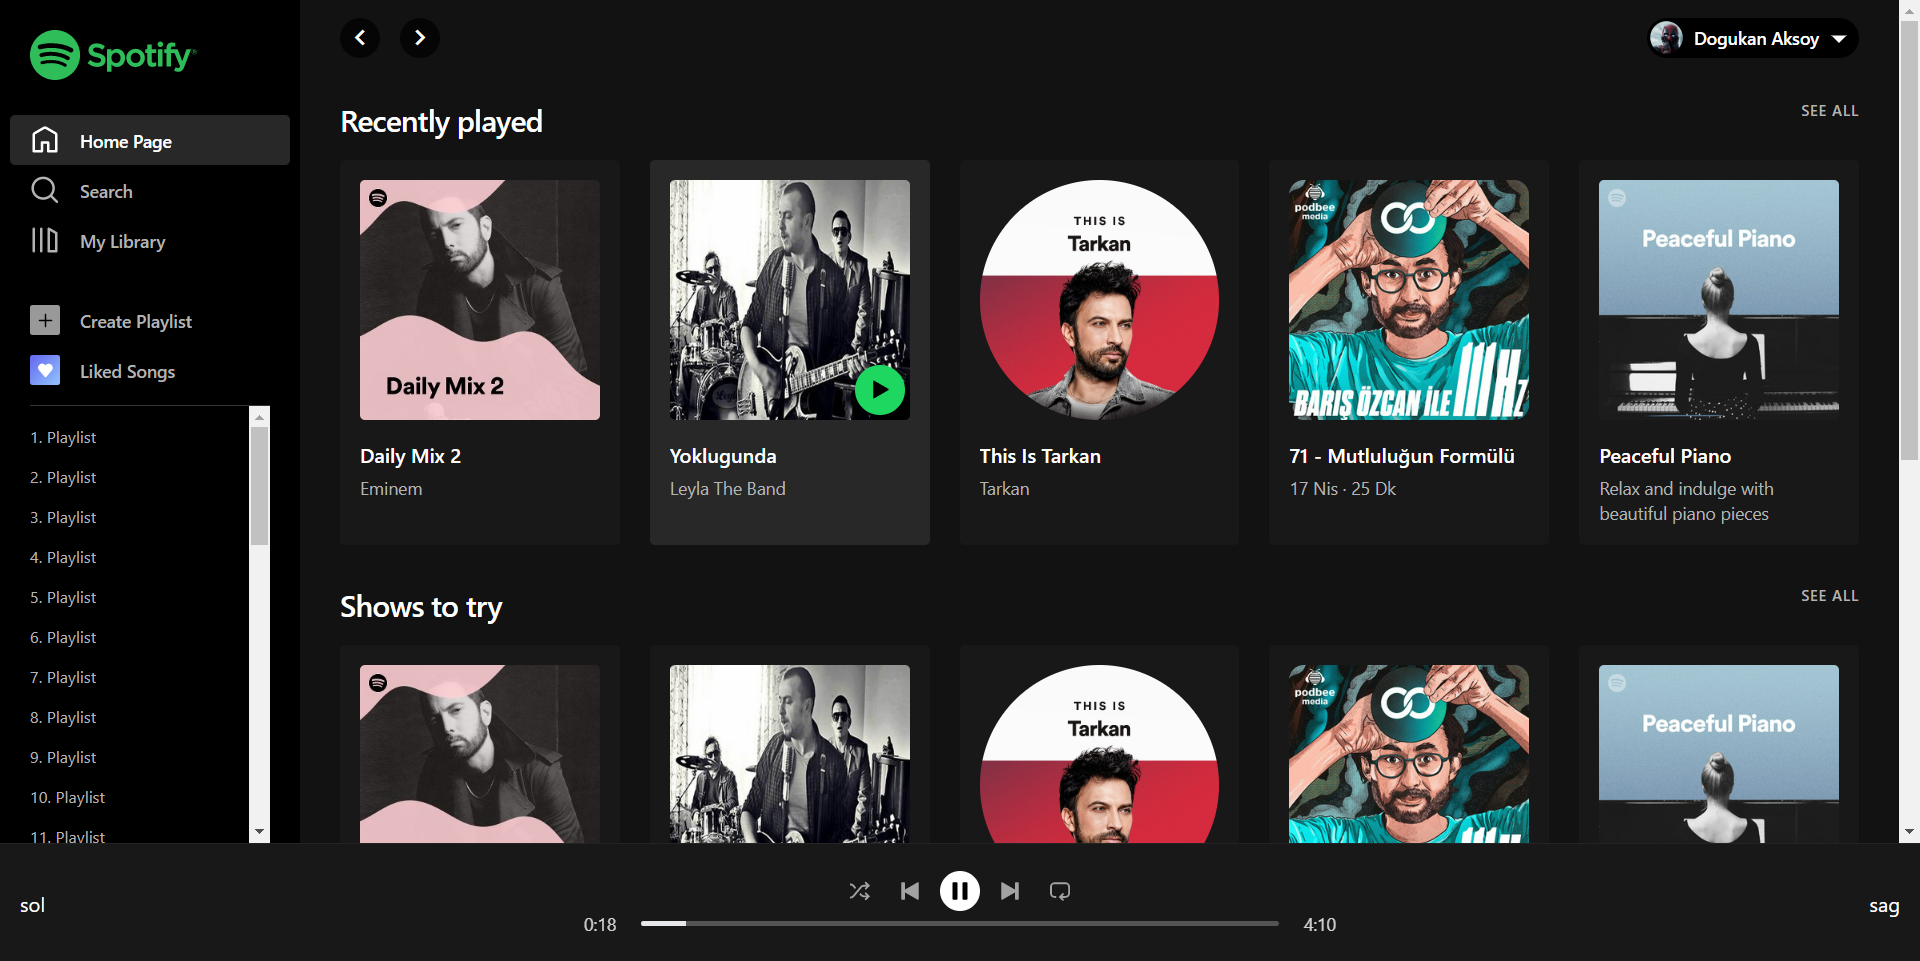 Spotify
Home Page
Search
My Library
Create Playlist
Liked Songs
1. Playlist
2. Playlist
3. Playlist
4. Playlist
5. Playlist
6. Playlist
7. Playlist
8. Playlist
9. Playlist
10. Playlist
11. Playlist
Dogukan Aksoy
Recently played
SEE ALL
Daily Mix 2
Daily Mix 2
Eminem
Yoklugunda
Leyla The Band
THIS IS
Tarkan
This Is Tarkan
Tarkan
podbee
media
BARIŞ ÖZCAN İLE 111Hz
71 - Mutluluğun Formülü
17 Nis · 25 Dk
Peaceful Piano
Peaceful Piano
Relax and indulge with
beautiful piano pieces
Shows to try
SEE ALL
THIS IS
Tarkan
podbee
media
Peaceful Piano
sol
0:18
4:10
sag